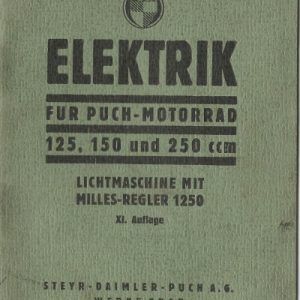 ELEKTRIK
FÜR PUCH-MOTORRAD
125, 150 und 250 ccm
LICHTMASCHINE MIT
MILLES-REGLER 1250
XI. Auflage
STEYR-DAIMLER-PUCH A.G.